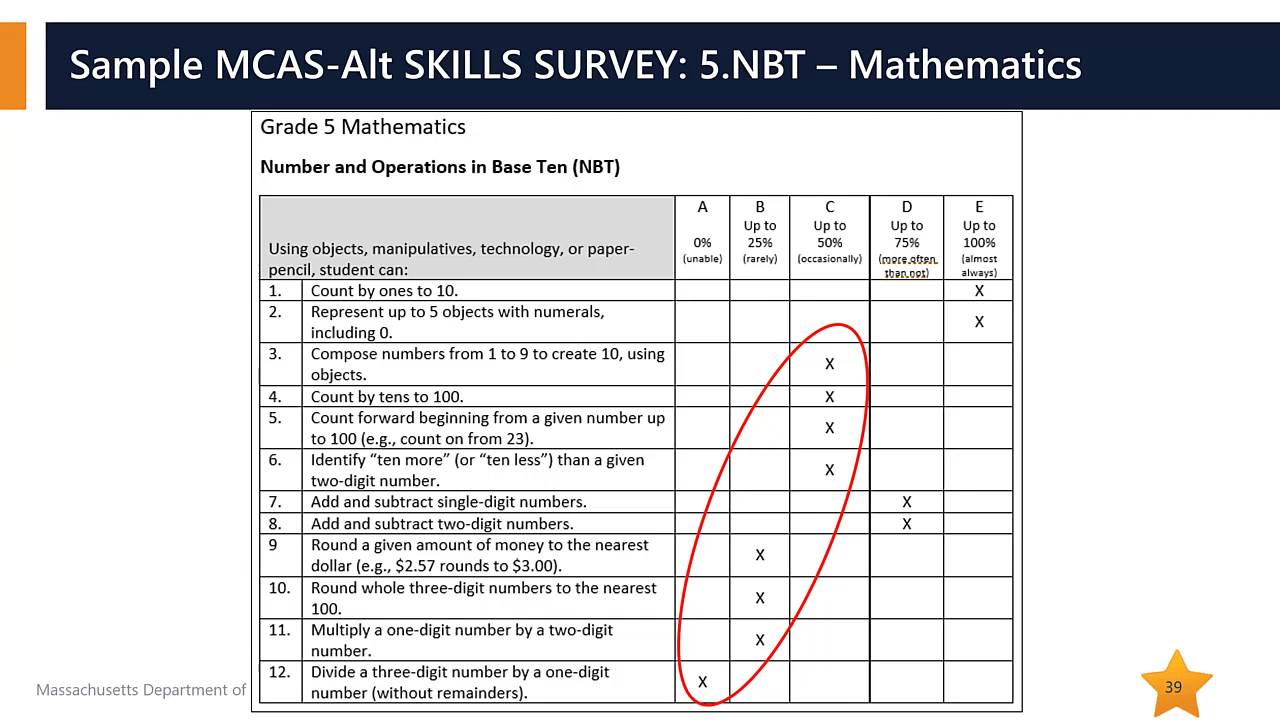 Sample MCAS-Alt SKILLS SURVEY: 5.NBT – Mathematics
Grade 5 Mathematics
Number and Operations in Base Ten (NBT)
Using objects, manipulatives, technology, or paper-
pencil, student can:
A
0%
(unable)
B
Up to
25%
(rarely)
C
Up to
50%
(occasionally)
D
Up to
75%
(more often
than not)
E
Up to
100%
(almost
always)
1. Count by ones to 10. X
2. Represent up to 5 objects with numerals,
including 0. X
3. Compose numbers from 1 to 9 to create 10, using
objects. X
4. Count by tens to 100. X
5. Count forward beginning from a given number up
to 100 (e.g., count on from 23). X
6. Identify “ten more” (or “ten less”) than a given
two-digit number. X
7. Add and subtract single-digit numbers. X
8. Add and subtract two-digit numbers. X
9 Round a given amount of money to the nearest
dollar (e.g., $2.57 rounds to $3.00). X
10. Round whole three-digit numbers to the nearest
100. X
11. Multiply a one-digit number by a two-digit
number. X
12. Divide a three-digit number by a one-digit
number (without remainders). X
Massachusetts Department of
39